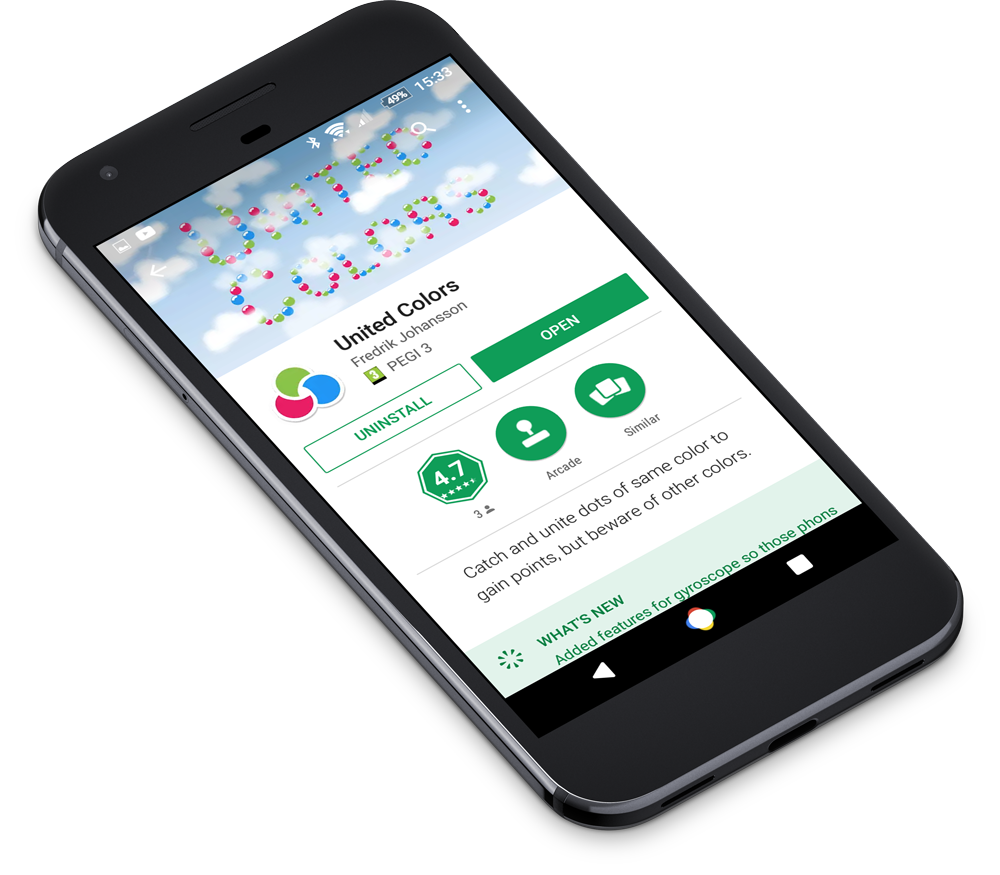 49% 15:33
UNITED
COLORS
United Colors
Fredrik Johansson
3 PEGI 3
UNINSTALL
OPEN
4.7
3
Arcade
Similar
Catch and unite dots of same color to
gain points, but beware of other colors.
WHAT'S NEW
Added features for gyroscope so those phons